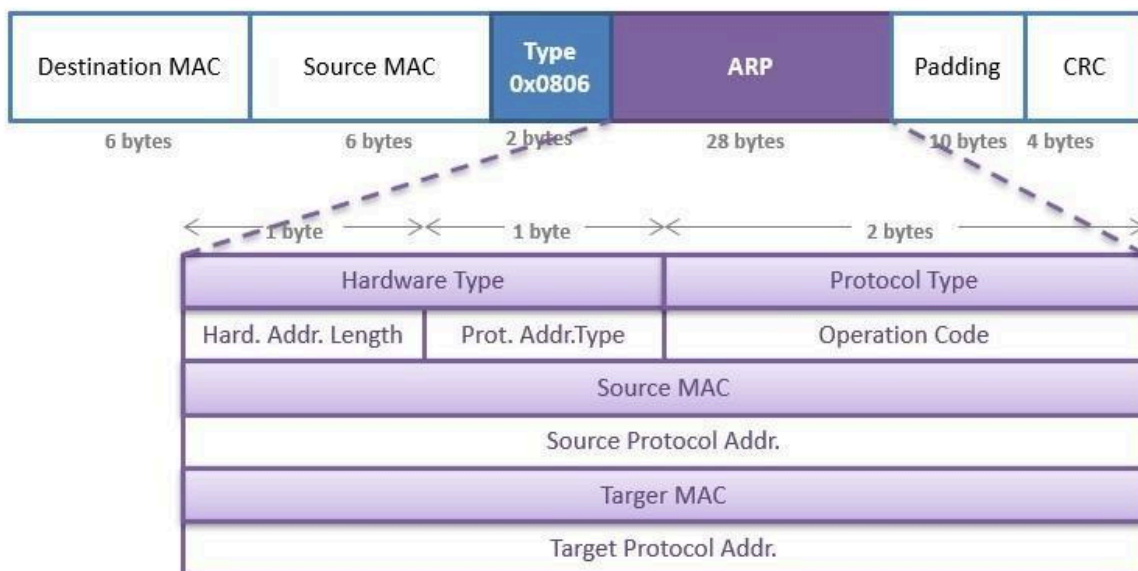 Destination MAC
Source MAC
Type
0x0806
ARP
Padding
CRC
6 bytes
6 bytes
2 bytes
28 bytes
10 bytes
4 bytes
1 byte
1 byte
2 bytes
Hardware Type
Protocol Type
Hard. Addr. Length
Prot. Addr.Type
Operation Code
Source MAC
Source Protocol Addr.
Targer MAC
Target Protocol Addr.